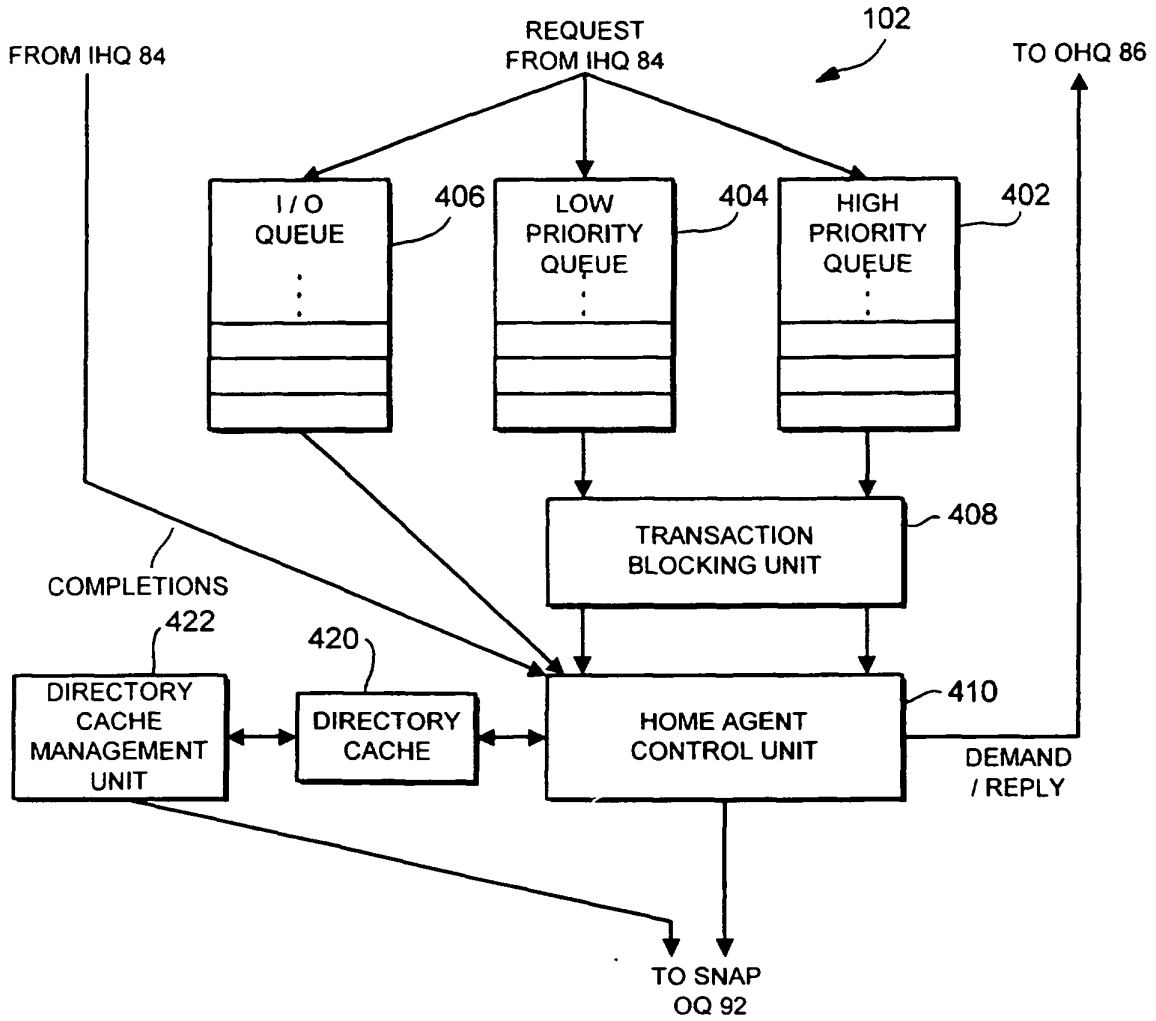 102
FROM IHQ 84
REQUEST
FROM IHQ 84
TO OHQ 86
I / O
QUEUE
406
LOW
PRIORITY
QUEUE
404
HIGH
PRIORITY
QUEUE
402
TRANSACTION
BLOCKING UNIT
408
COMPLETIONS
422
420
DIRECTORY
CACHE
MANAGEMENT
UNIT
DIRECTORY
CACHE
HOME AGENT
CONTROL UNIT
410
DEMAND
/ REPLY
TO SNAP
OQ 92